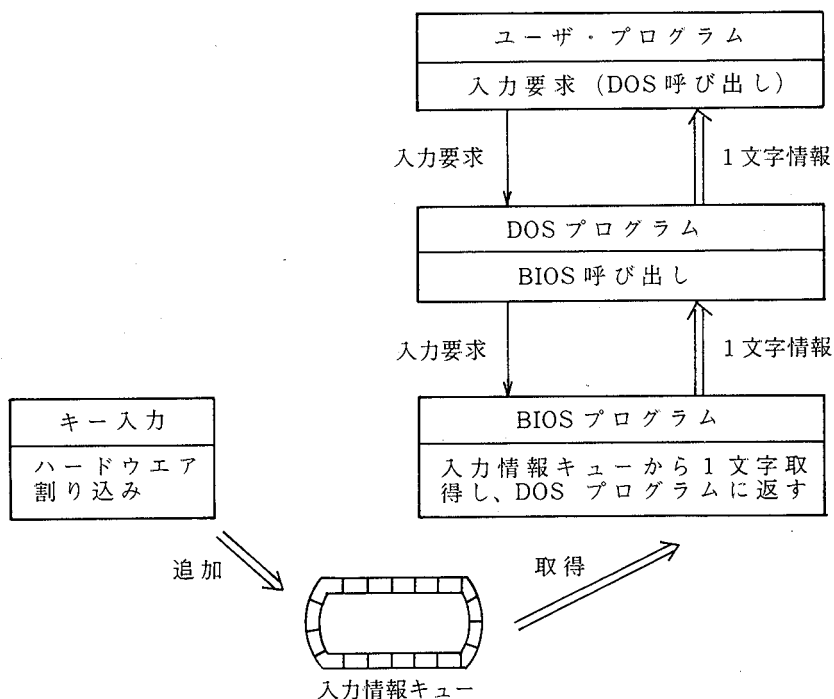 ユーザ・プログラム
入力要求 (DOS呼び出し)
入力要求
1文字情報
DOSプログラム
BIOS呼び出し
入力要求
1文字情報
キー入力
ハードウエア
割り込み
BIOSプログラム
入力情報キューから1文字取
得し、DOS プログラムに返す
追加
取得
入力情報キュー